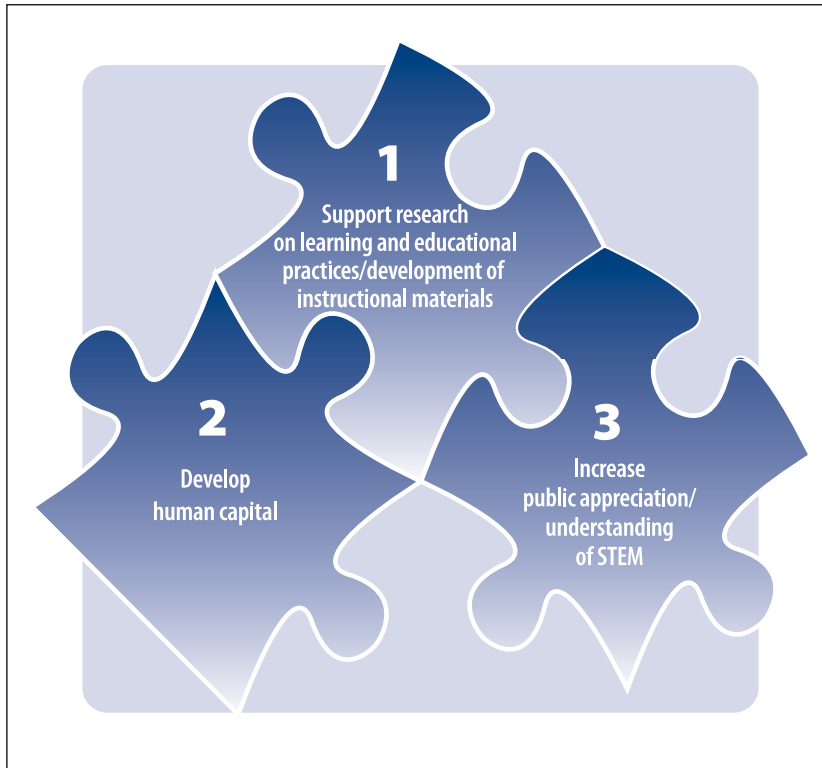 1
Support research
on learning and educational
practices/development of
instructional materials
2
Develop
human capital
3
Increase
public appreciation/
understanding
of STEM